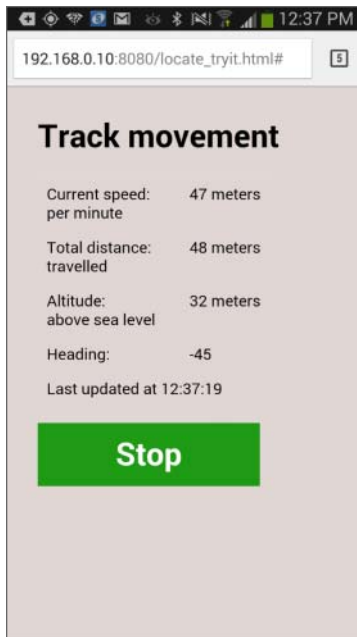 12:37 PM
192.168.0.10:8080/locate_tryit.html#
5
Track movement
Current speed: 47 meters
per minute
Total distance: 48 meters
travelled
Altitude: 32 meters
above sea level
Heading: -45
Last updated at 12:37:19
Stop